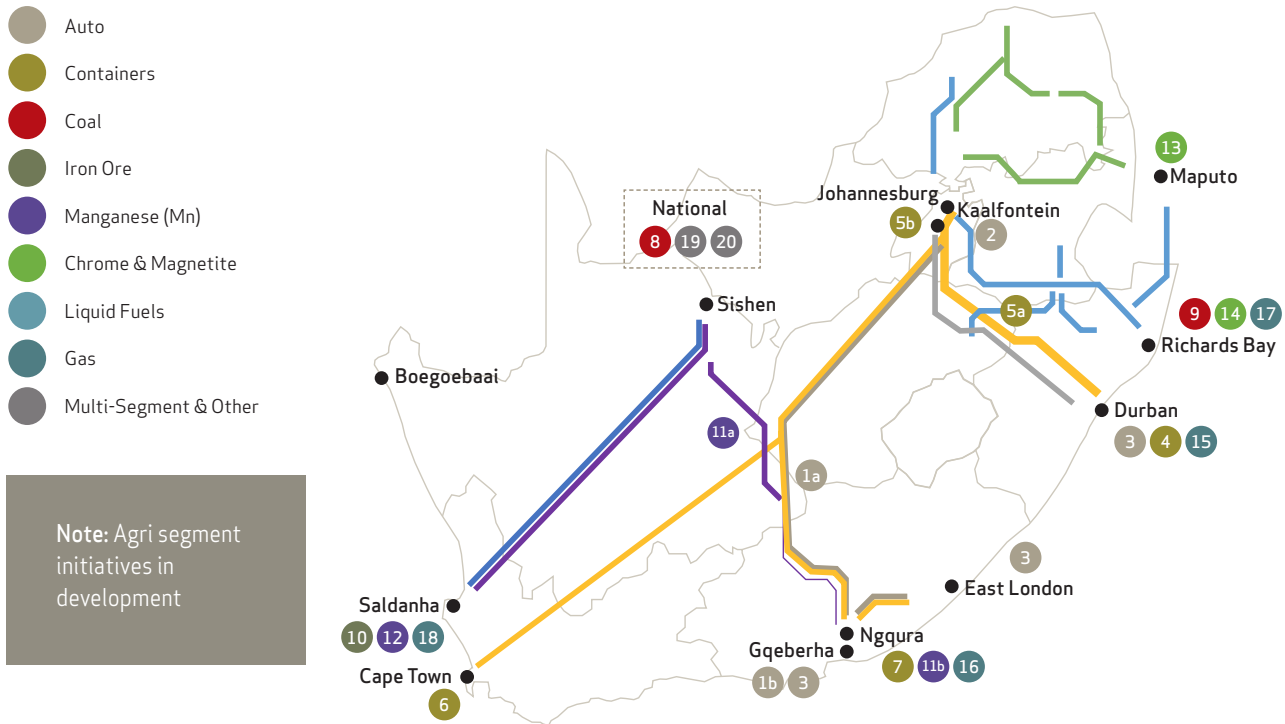 Auto
Containers
Coal
Iron Ore
Manganese (Mn)
Chrome & Magnetite
Liquid Fuels
Gas
Multi-Segment & Other
Note: Agri segment
initiatives in
development
National
8 19 20
Johannesburg
Kaalfontein
5b
2
13
Maputo
Sishen
5a
9 14 17
Richards Bay
Boegoebaai
Durban
3 4 15
11a
1a
3
East London
Saldanha
10 12 18
Cape Town
6
Ngqura
Gqeberha
7 11b 16
1b 3